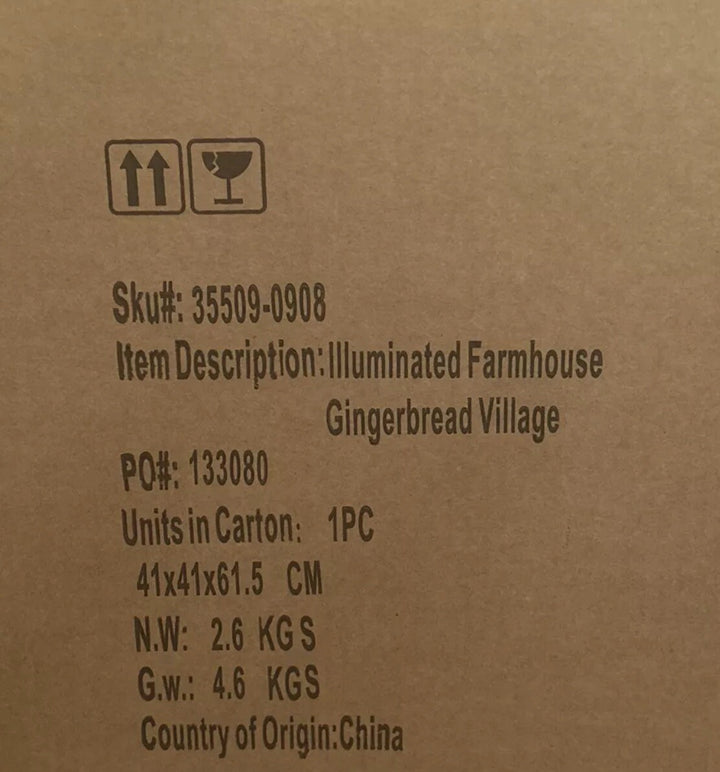 Sku#: 35509-0908
Item Description:Illuminated Farmhouse
Gingerbread Village
PO#: 133080
Units in Carton: 1PC
41x41x61.5 CM
N.W: 2.6 KGS
G.w.: 4.6 KGS
Country of Origin:China